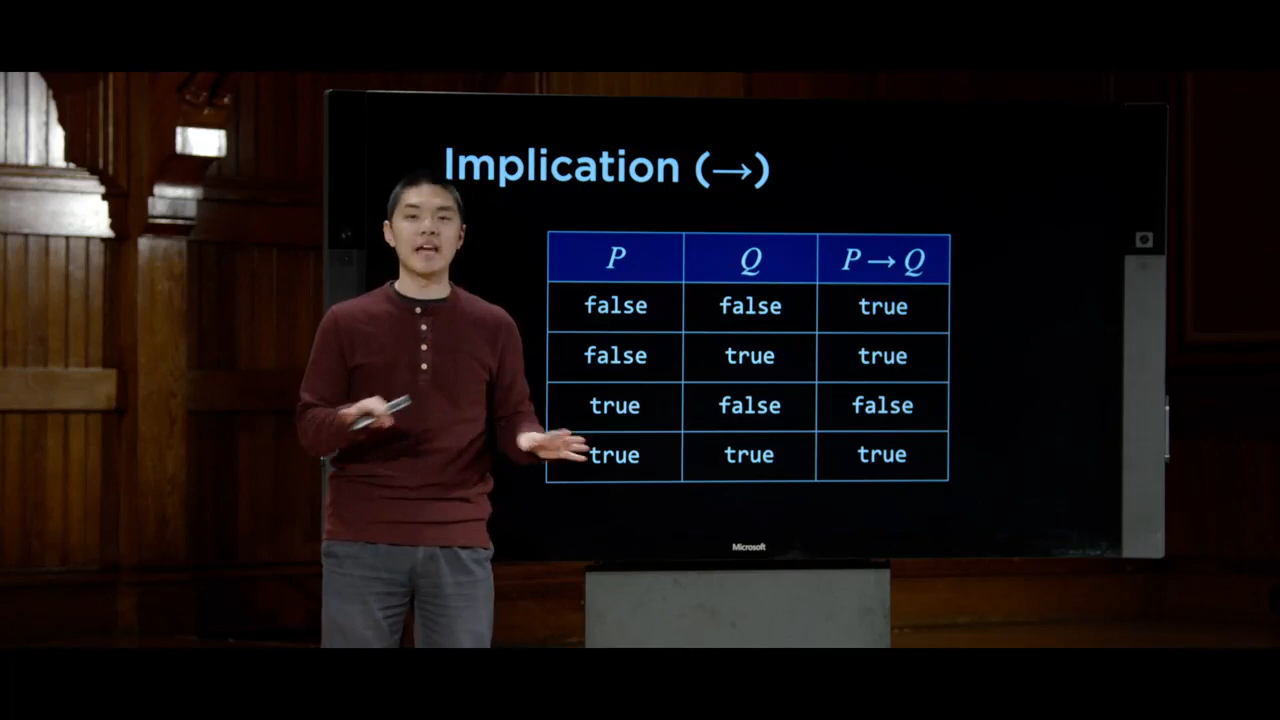 Implication (→)
P Q P → Q
false false true
false true true
true false false
true true true
Microsoft